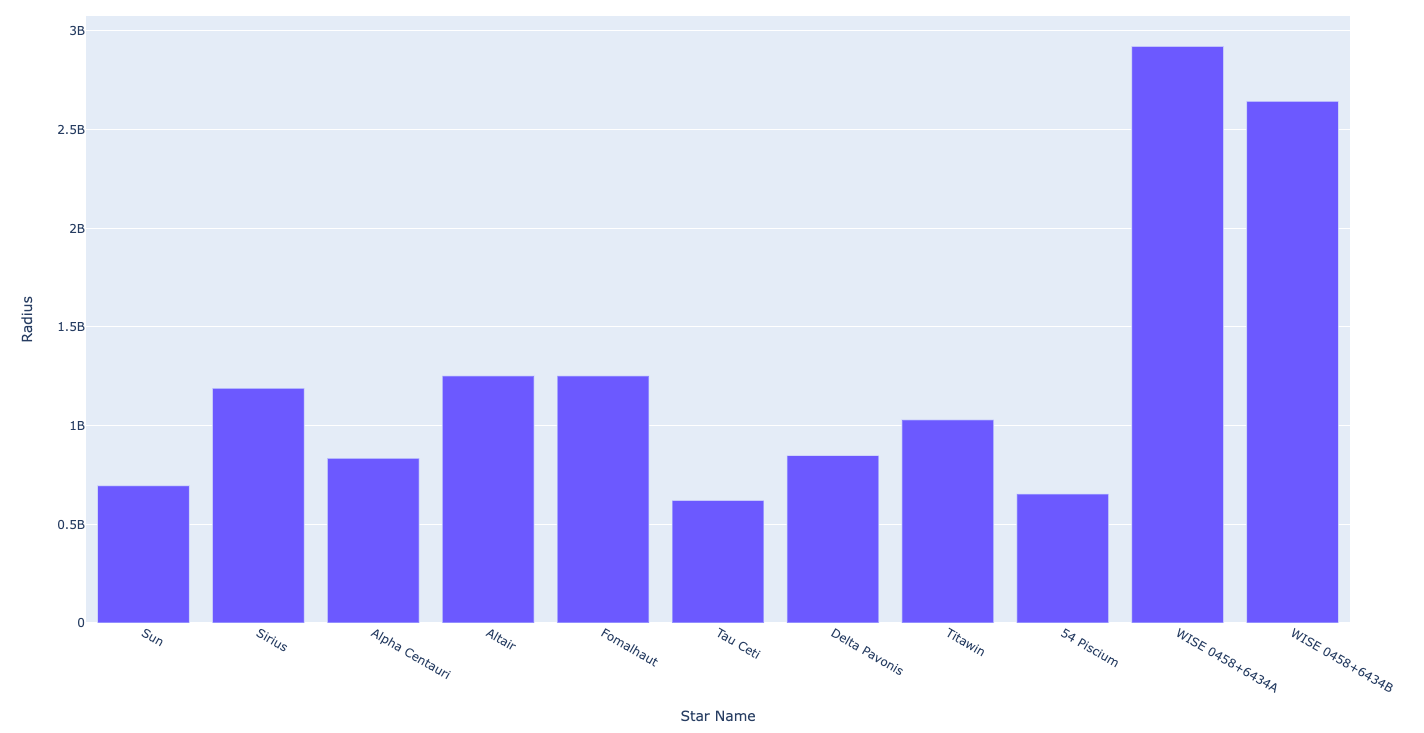 3B
2.5B
2B
1.5B
1B
0.5B
0
Radius
Sun
Sirius
Alpha Centauri
Altair
Fomalhaut
Tau Ceti
Delta Pavonis
Titawin
54 Piscium
WISE 0458+6434A
WISE 0458+6434B
Star Name